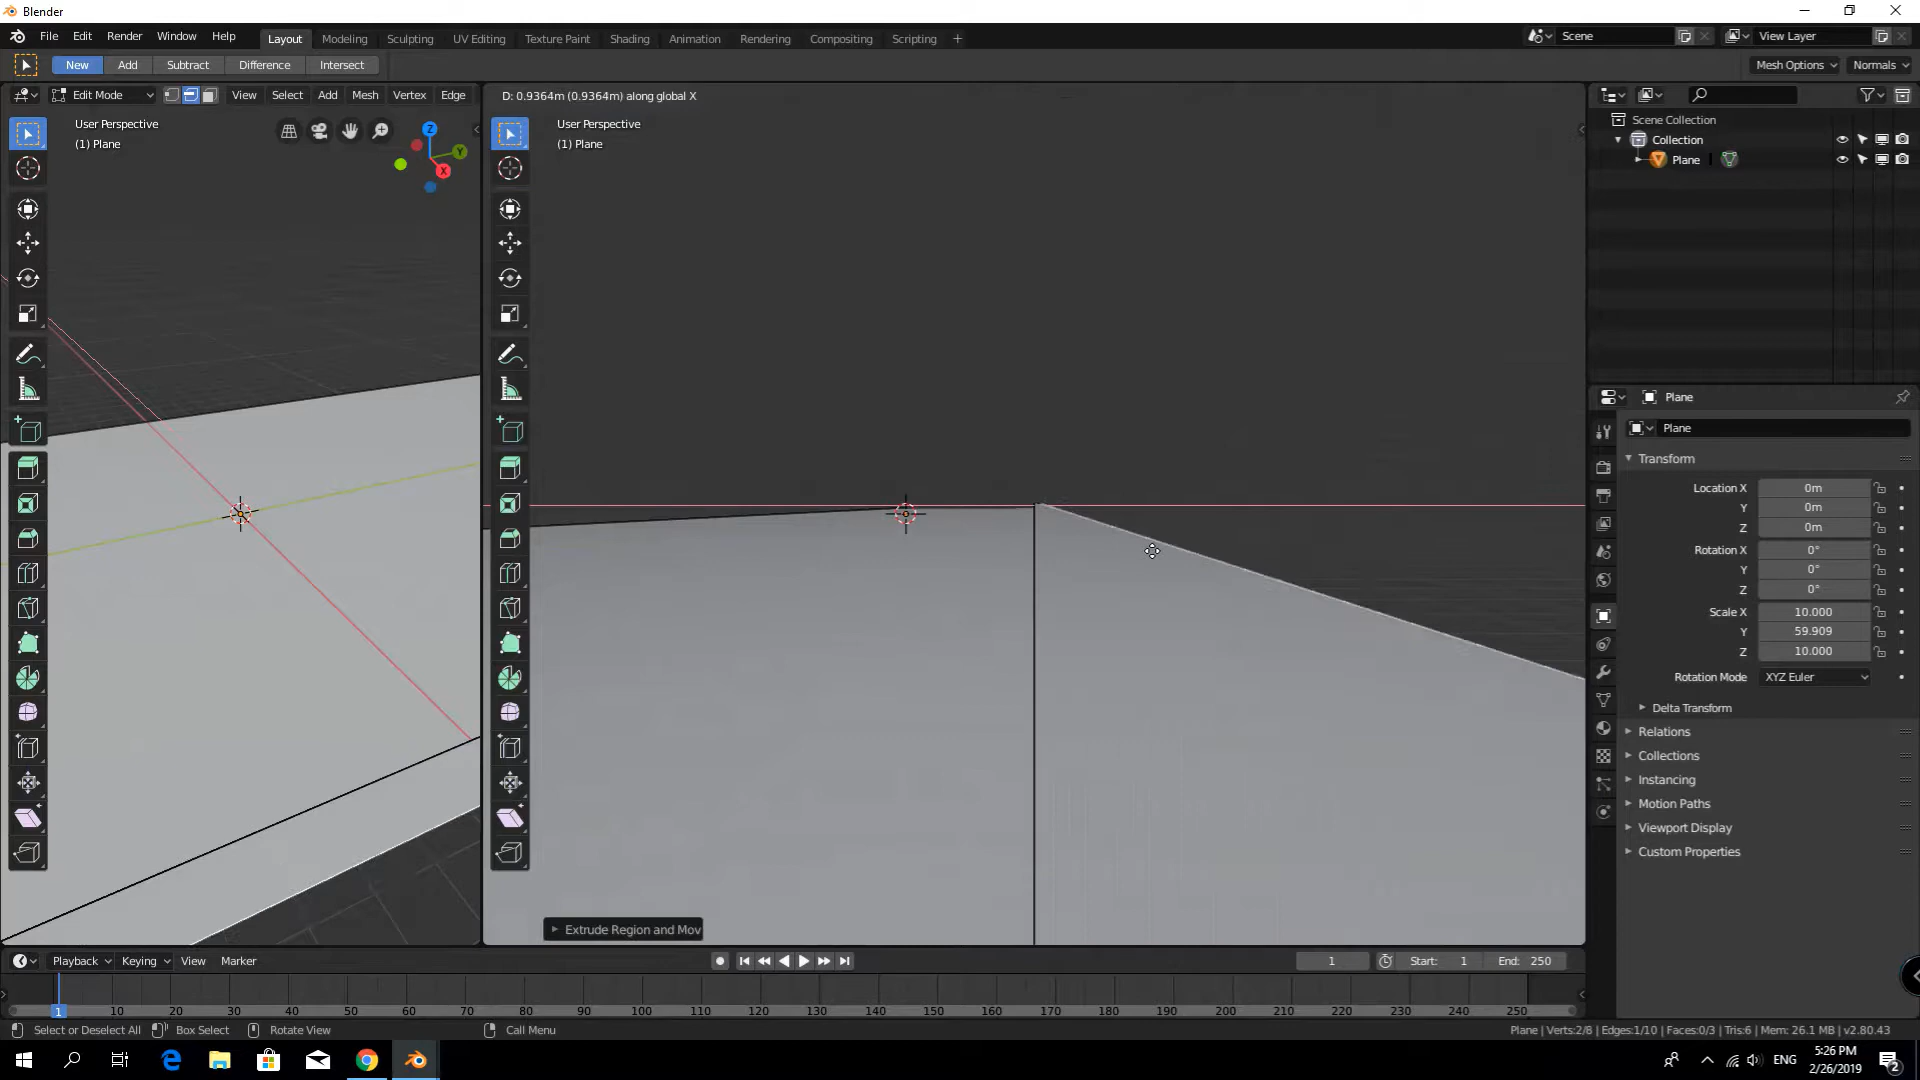 Blender
File Edit Render Window Help Layout Modeling Sculpting UV Editing Texture Paint Shading Animation Rendering Compositing Scripting + Scene View Layer
New Add Subtract Difference Intersect Mesh Options Normals
Edit Mode View Select Add Mesh Vertex Edge
D: 0.9364m (0.9364m) along global X
User Perspective
(1) Plane
Z
Y
X
User Perspective
(1) Plane
Extrude Region and Mov
Scene Collection
Collection
Plane
Plane
Plane
Transform
Location X 0m
Y 0m
Z 0m
Rotation X 0°
Y 0°
Z 0°
Scale X 10.000
Y 59.909
Z 10.000
Rotation Mode XYZ Euler
Delta Transform
Relations
Collections
Instancing
Motion Paths
Viewport Display
Custom Properties
Playback Keying View Marker 1 Start: 1 End: 250
1 10 20 30 40 50 60 70 80 90 100 110 120 130 140 150 160 170 180 190 200 210 220 230 240 250
Select or Deselect All Box Select Rotate View Call Menu Plane | Verts:2/8 | Edges:1/10 | Faces:0/3 | Tris:6 | Mem: 26.1 MB | v2.80.43
ENG
5:26 PM
2/26/2019
2